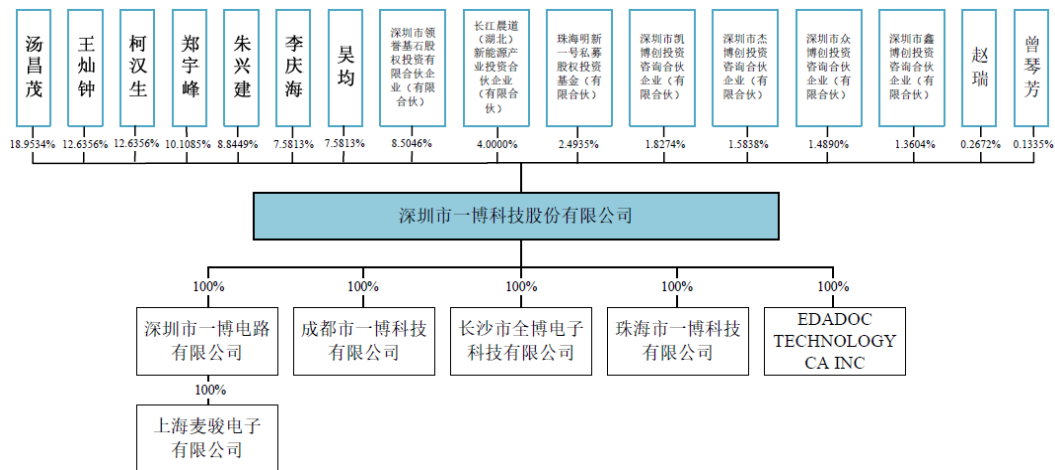 汤昌茂
王灿钟
柯汉生
郑宇峰
朱兴建
李庆海
吴均
深圳市领
誉基石股
权投资有
限合伙企
业（有限
合伙）
长江晨道
（湖北）
新能源产
业投资合
伙企业
（有限合
伙）
珠海明新
一号私募
股权投资
基金（有
限合伙）
深圳市凯
博创投资
咨询合伙
企业（有
限合伙）
深圳市杰
博创投资
咨询合伙
企业（有
限合伙）
深圳市众
博创投资
咨询合伙
企业（有
限合伙）
深圳市鑫
博创投资
咨询合伙
企业（有
限合伙）
赵瑞
曾琴芳
18.9534% 12.6356% 12.6356% 10.1085% 8.8449% 7.5813% 7.5813% 8.5046% 4.0000% 2.4935% 1.8274% 1.5838% 1.4890% 1.3604% 0.2672% 0.1335%
深圳市一博科技股份有限公司
100% 100% 100% 100% 100%
深圳市一博电路
有限公司
成都市一博科技
有限公司
长沙市全博电子
科技有限公司
珠海市一博科技
有限公司
EDADOC
TECHNOLOGY
CA INC
100%
上海麦骏电子
有限公司